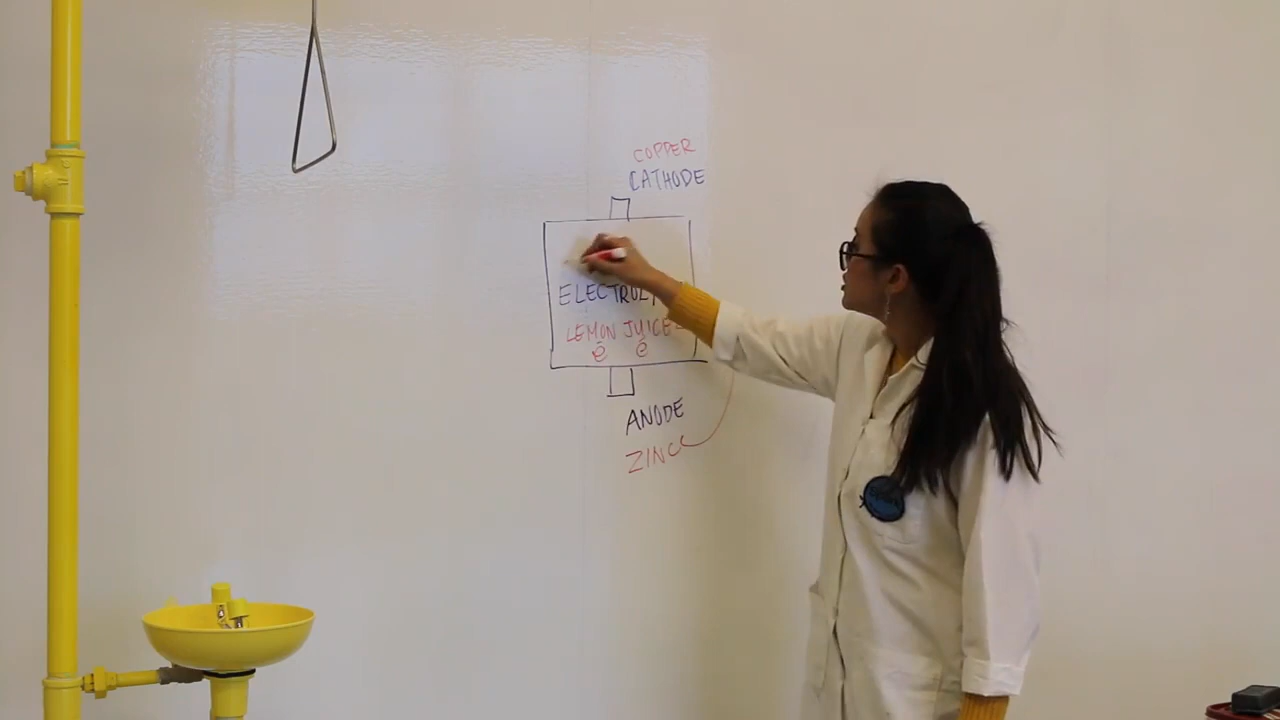 COPPER
CATHODE
LEMON JUICE
e e
ANODE
ZINC